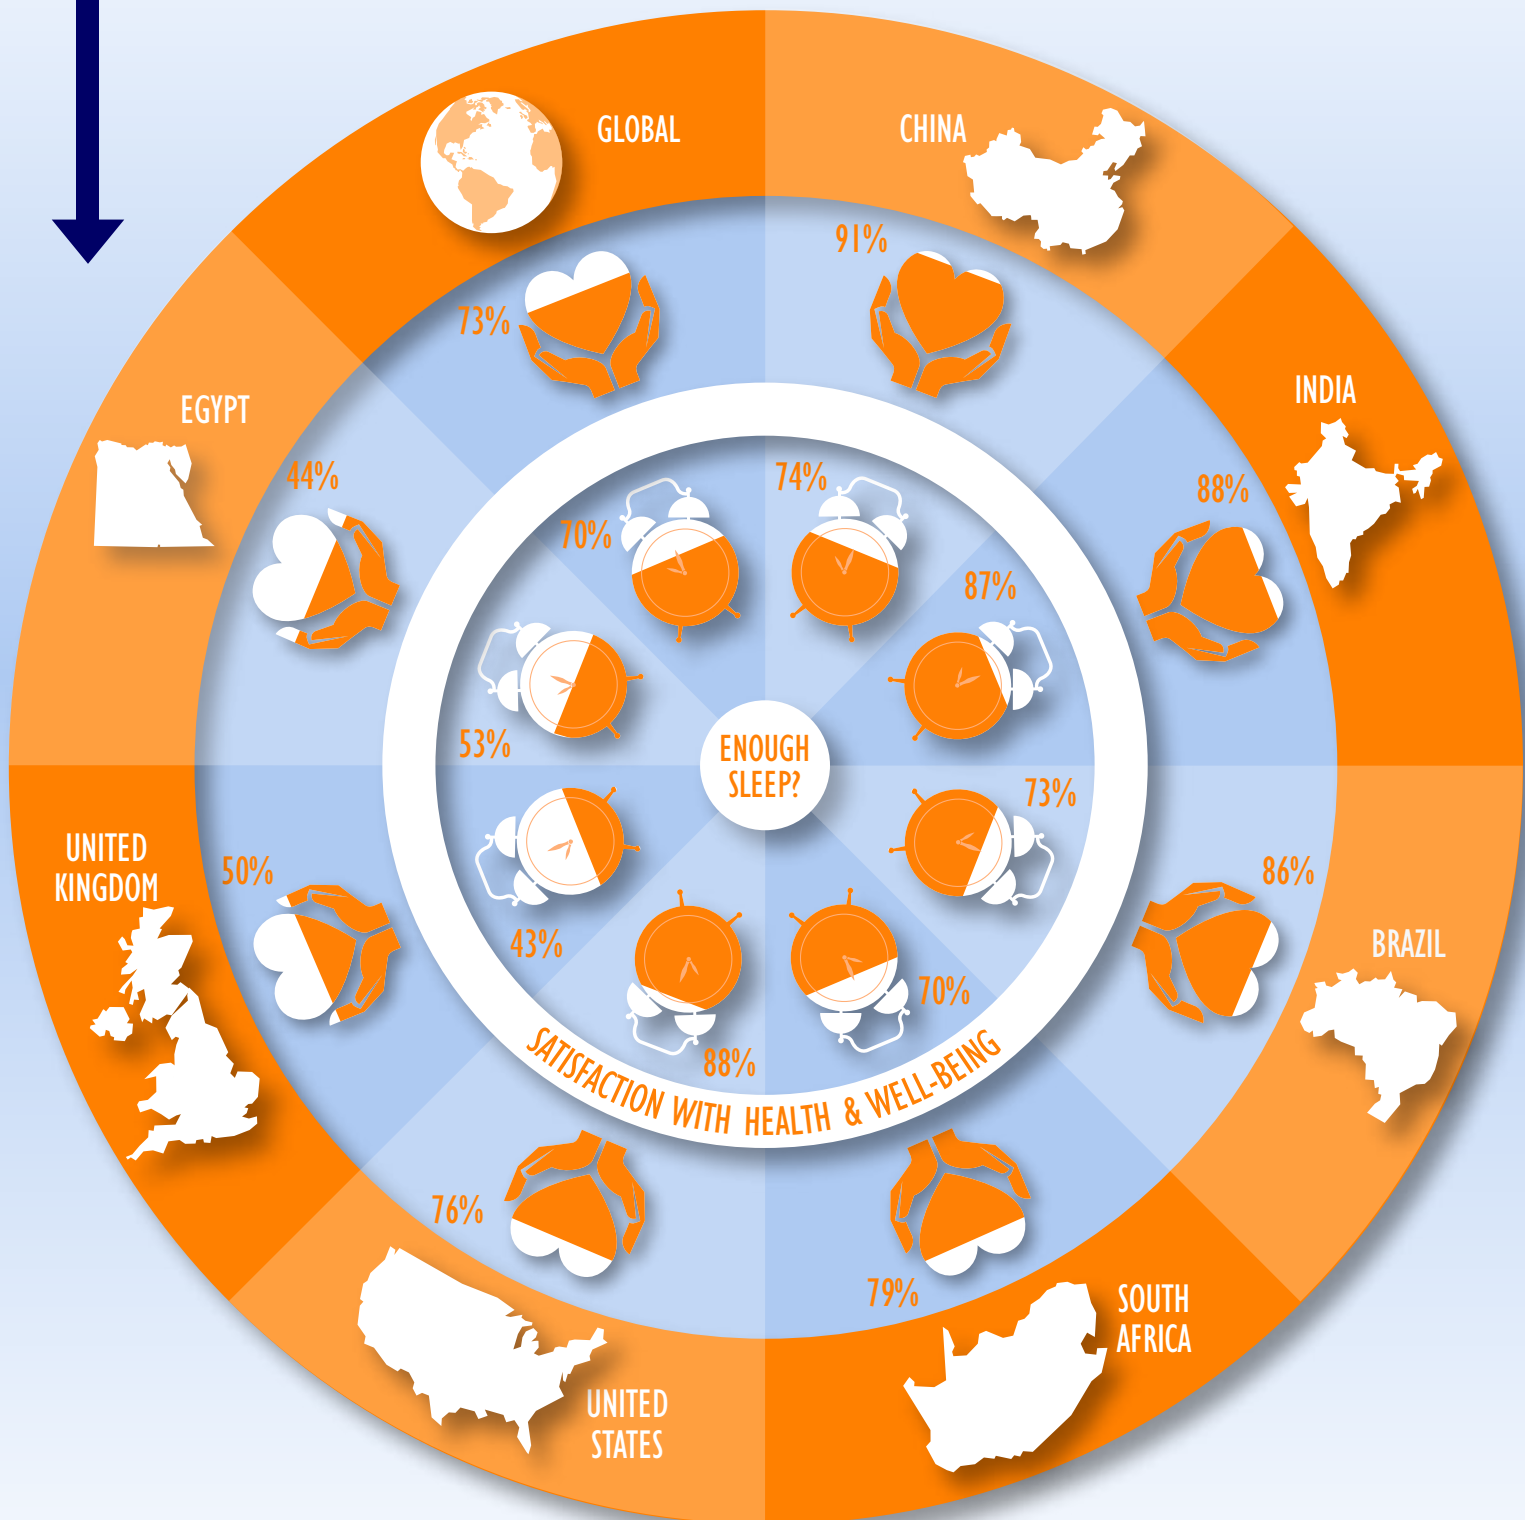 GLOBAL
CHINA
91%
73%
INDIA
EGYPT
44%
74%
88%
70%
87%
53%
ENOUGH
SLEEP?
73%
UNITED
KINGDOM
50%
86%
43%
BRAZIL
70%
88%
SATISFACTION WITH HEALTH & WELL-BEING
76%
79%
SOUTH
AFRICA
UNITED
STATES